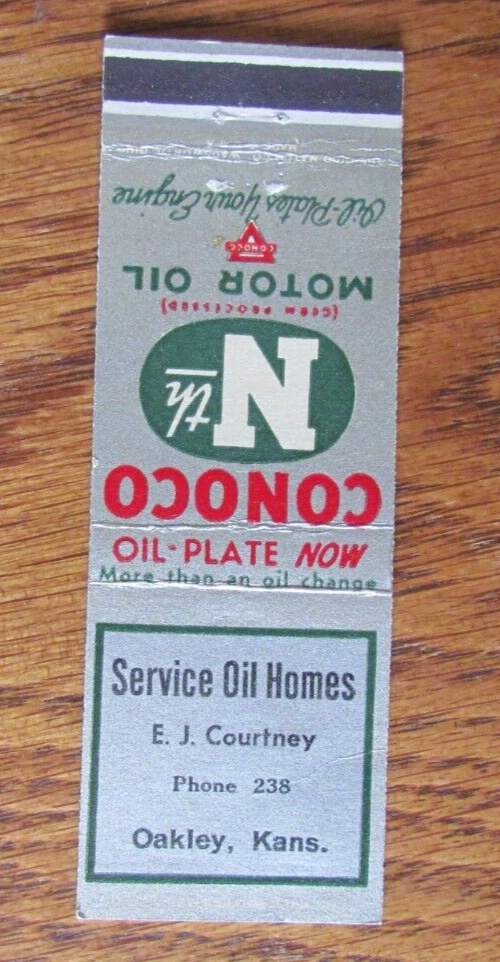 Oil-Plates Your Engine
CONOCO
MOTOR OIL
(GERM PROCESSED)
Nth
CONOCO
OIL-PLATE NOW
More than an oil change
Service Oil Homes
E. J. Courtney
Phone 238
Oakley, Kans.